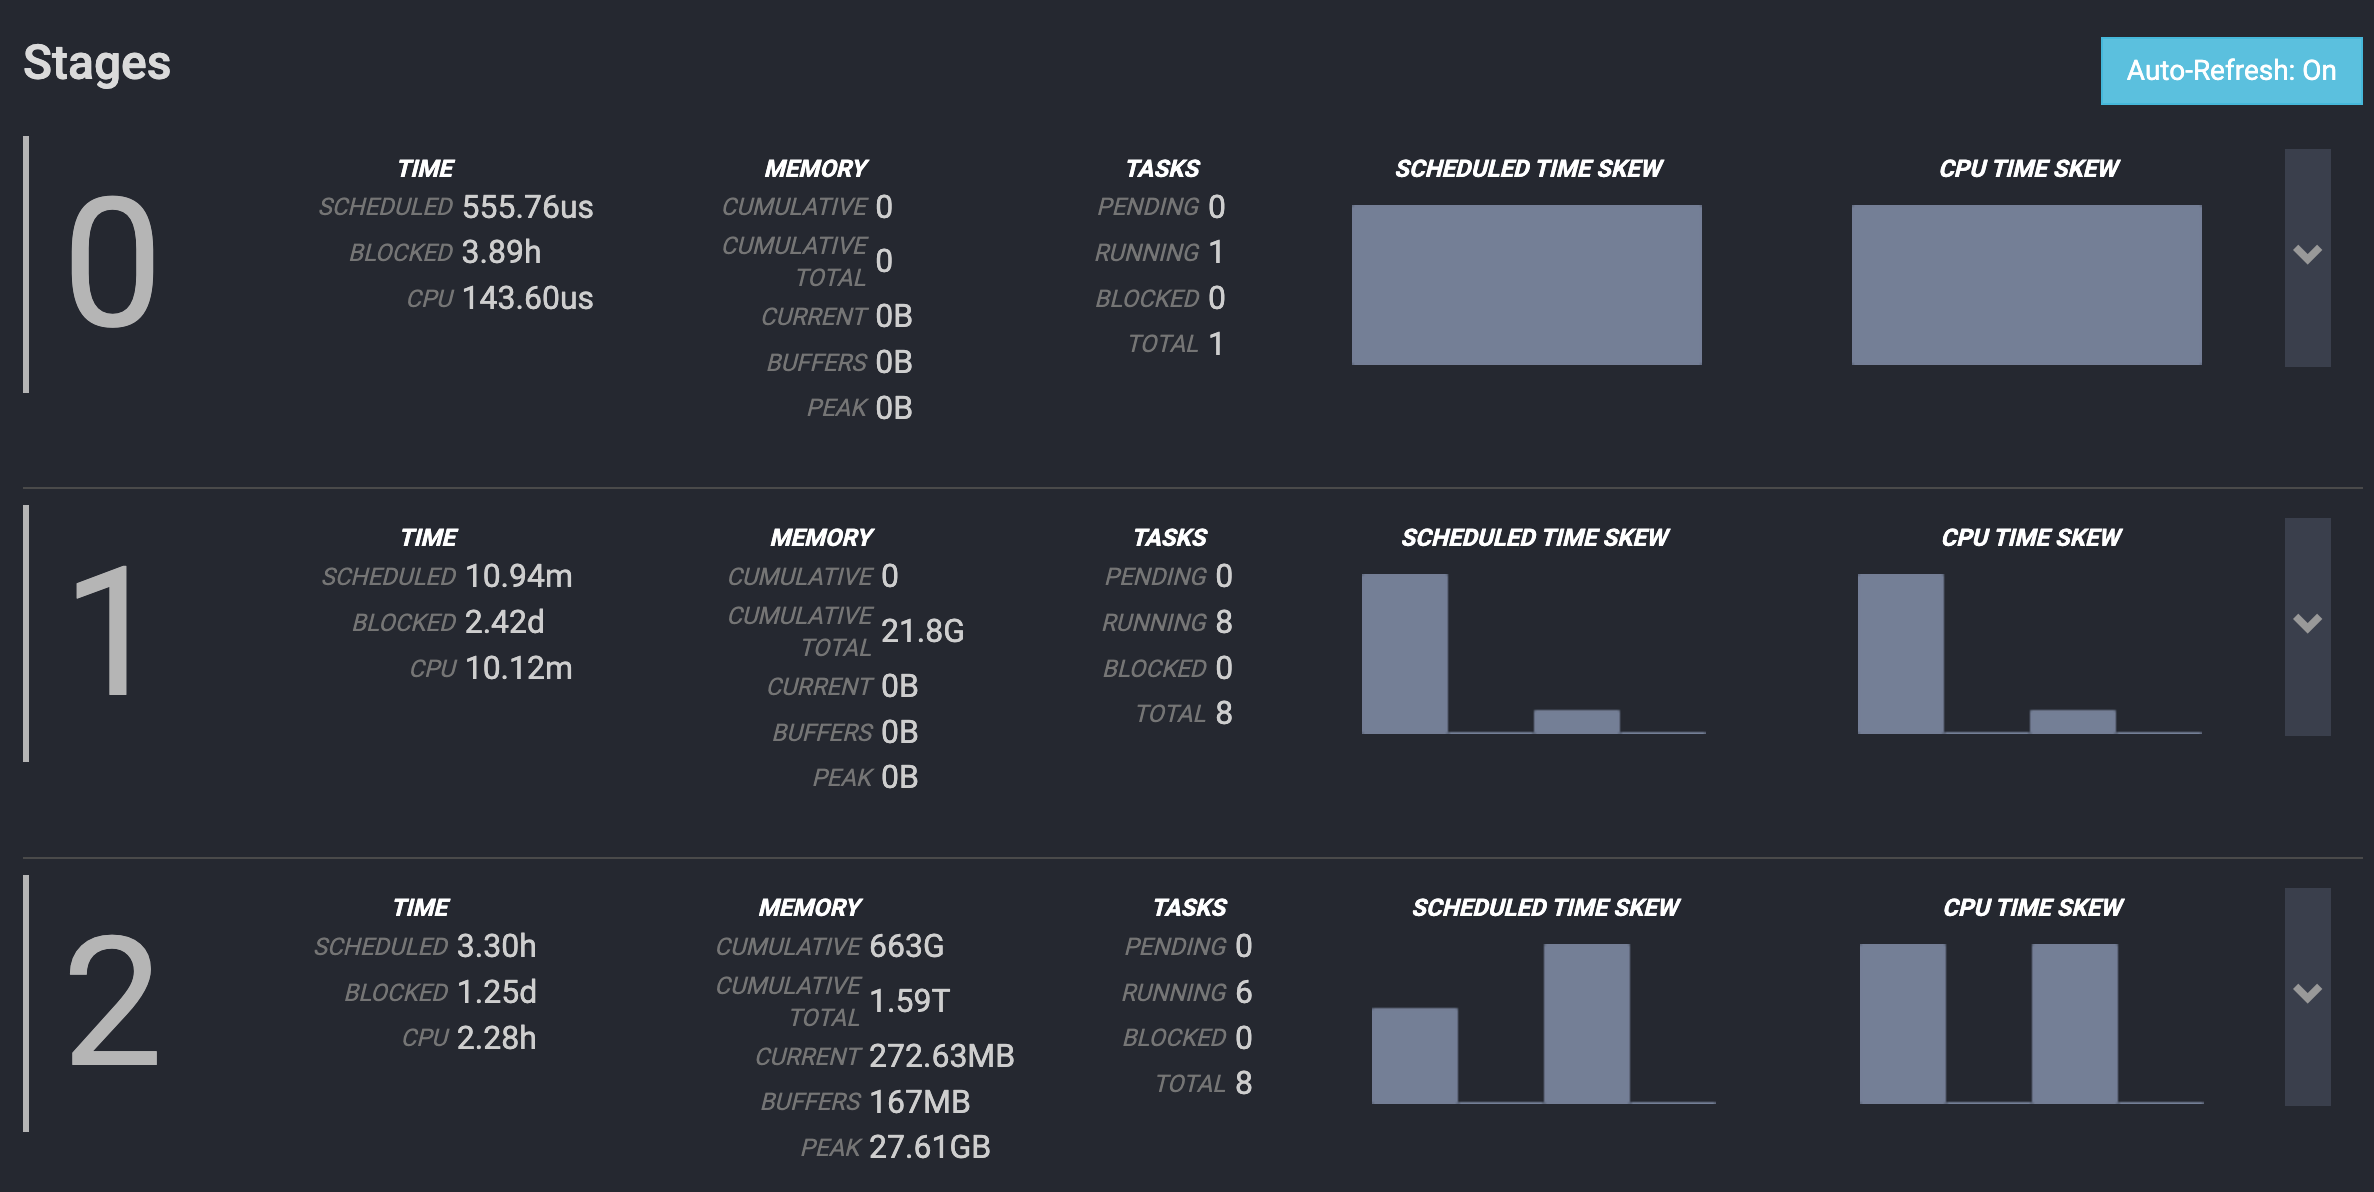 Stages
Auto-Refresh: On
0
TIME
SCHEDULED 555.76us
BLOCKED 3.89h
CPU 143.60us
MEMORY
CUMULATIVE 0
CUMULATIVE
TOTAL 0
CURRENT 0B
BUFFERS 0B
PEAK 0B
TASKS
PENDING 0
RUNNING 1
BLOCKED 0
TOTAL 1
SCHEDULED TIME SKEW
CPU TIME SKEW
1
TIME
SCHEDULED 10.94m
BLOCKED 2.42d
CPU 10.12m
MEMORY
CUMULATIVE 0
CUMULATIVE
TOTAL 21.8G
CURRENT 0B
BUFFERS 0B
PEAK 0B
TASKS
PENDING 0
RUNNING 8
BLOCKED 0
TOTAL 8
SCHEDULED TIME SKEW
CPU TIME SKEW
2
TIME
SCHEDULED 3.30h
BLOCKED 1.25d
CPU 2.28h
MEMORY
CUMULATIVE 663G
CUMULATIVE
TOTAL 1.59T
CURRENT 272.63MB
BUFFERS 167MB
PEAK 27.61GB
TASKS
PENDING 0
RUNNING 6
BLOCKED 0
TOTAL 8
SCHEDULED TIME SKEW
CPU TIME SKEW